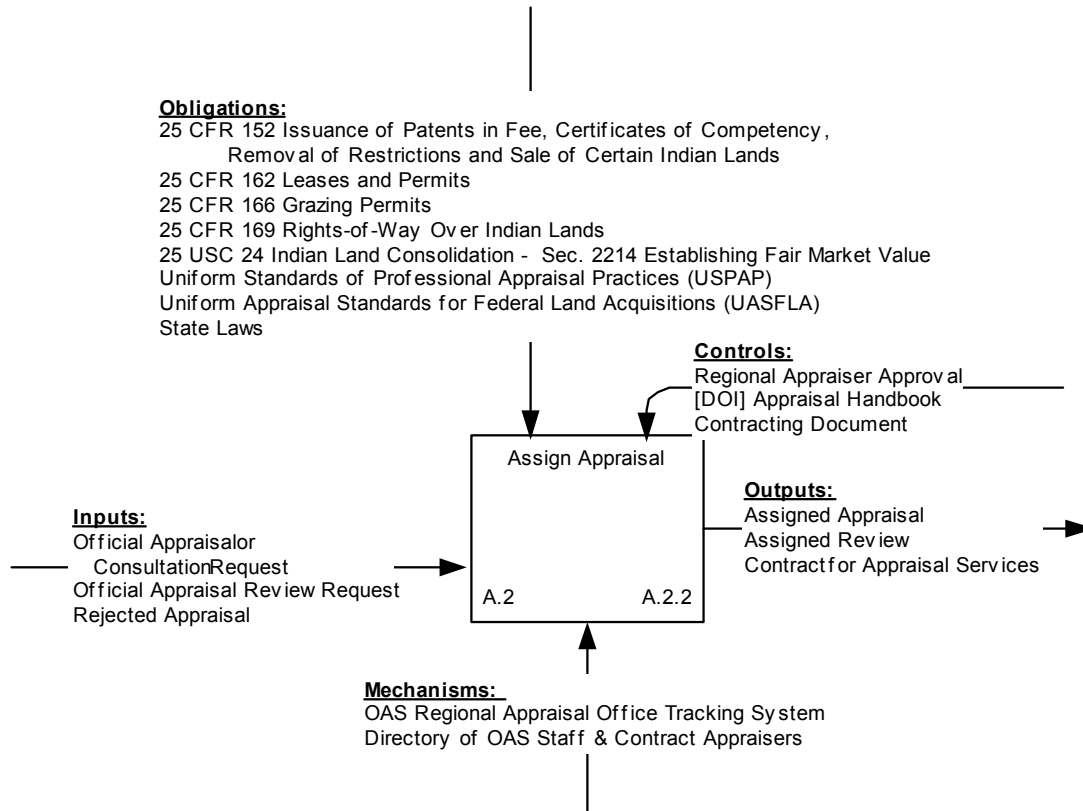 Obligations:
25 CFR 152 Issuance of Patents in Fee, Certificates of Competency,
Removal of Restrictions and Sale of Certain Indian Lands
25 CFR 162 Leases and Permits
25 CFR 166 Grazing Permits
25 CFR 169 Rights-of-Way Over Indian Lands
25 USC 24 Indian Land Consolidation - Sec. 2214 Establishing Fair Market Value
Uniform Standards of Professional Appraisal Practices (USPAP)
Uniform Appraisal Standards for Federal Land Acquisitions (UASFLA)
State Laws
Controls:
Regional Appraiser Approval
[DOI] Appraisal Handbook
Contracting Document
Assign Appraisal
A.2
A.2.2
Inputs:
Official Appraisalor
ConsultationRequest
Official Appraisal Review Request
Rejected Appraisal
Outputs:
Assigned Appraisal
Assigned Review
Contractfor Appraisal Services
Mechanisms:
OAS Regional Appraisal Office Tracking System
Directory of OAS Staff & Contract Appraisers